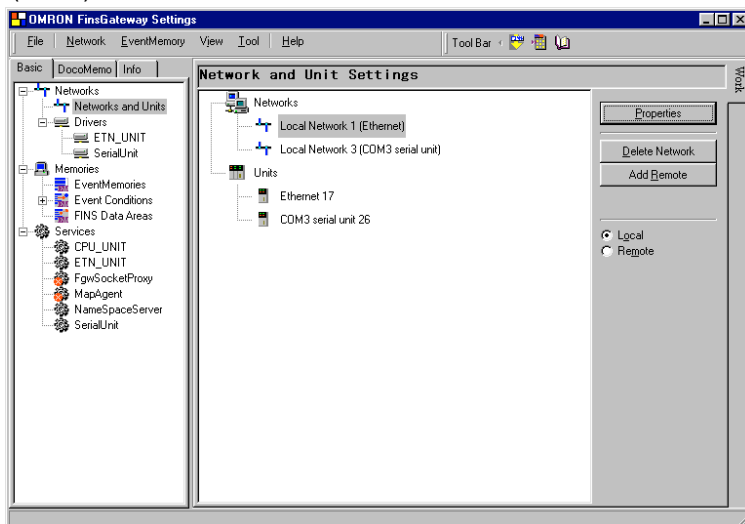 OMRON FinsGateway Settings
File Network EventMemory View Tool Help Tool Bar
Basic DocoMemo Info
Networks
Networks and Units
Drivers
ETN_UNIT
SerialUnit
Memories
EventMemories
Event Conditions
FINS Data Areas
Services
CPU_UNIT
ETN_UNIT
FgwSocketProxy
MapAgent
NameSpaceServer
SerialUnit
Network and Unit Settings
Networks
Local Network 1 (Ethernet)
Local Network 3 (COM3 serial unit)
Units
Ethernet 17
COM3 serial unit 26
Properties
Delete Network
Add Remote
Local
Remote
Work